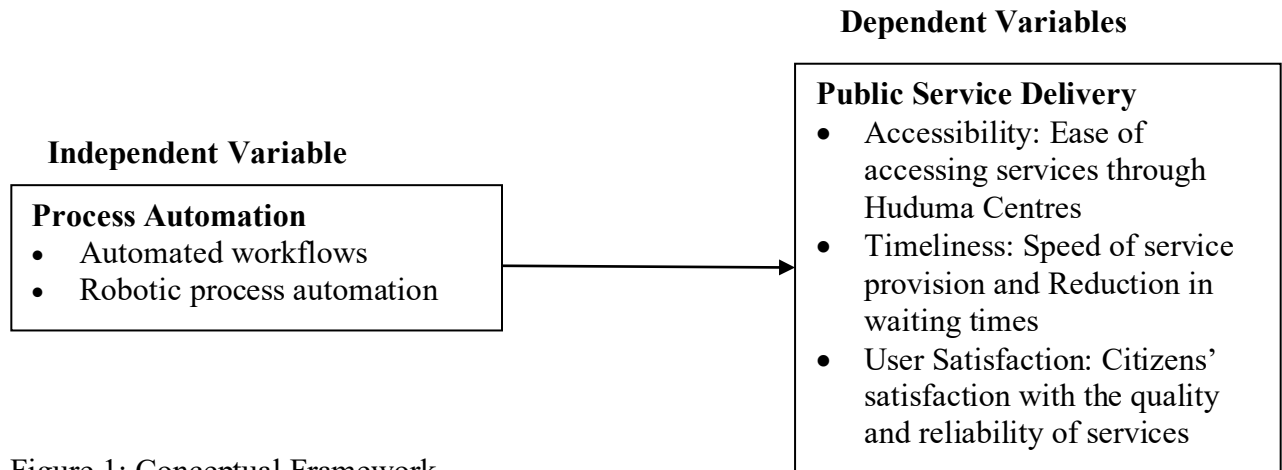 Dependent Variables
Public Service Delivery
• Accessibility: Ease of
accessing services through
Huduma Centres
• Timeliness: Speed of service
provision and Reduction in
waiting times
• User Satisfaction: Citizens’
satisfaction with the quality
and reliability of services
Independent Variable
Process Automation
• Automated workflows
• Robotic process automation
Figure 1: Conceptual Framework